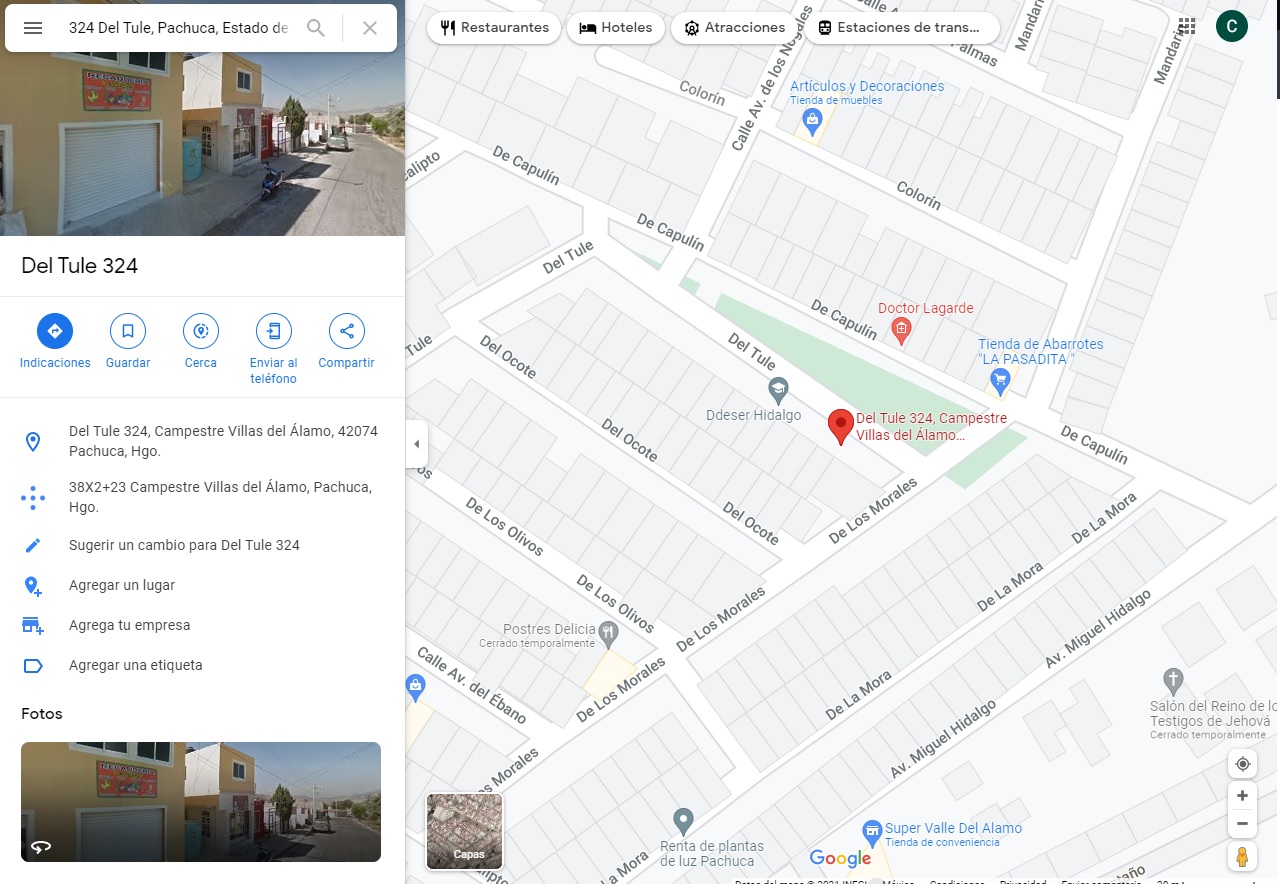 324 Del Tule, Pachuca, Estado de
Restaurantes
Hoteles
Atracciones
Estaciones de trans...
C
Del Tule 324
Indicaciones
Guardar
Cerca
Enviar al
teléfono
Compartir
Del Tule 324, Campestre Villas del Álamo, 42074
Pachuca, Hgo.
38X2+23 Campestre Villas del Álamo, Pachuca,
Hgo.
Sugerir un cambio para Del Tule 324
Agregar un lugar
Agrega tu empresa
Agregar una etiqueta
Fotos
Calle Av. de los Nogales
Palmas
Mandarin
Mandarin
Colorín
Artículos y Decoraciones
Tienda de muebles
De Capulín
Colorín
De Capulín
Del Tule
Doctor Lagarde
De Capulín
Tienda de Abarrotes
"LA PASADITA "
Tule
Del Ocote
Del Tule
Ddeser Hidalgo
Del Tule 324, Campestre
Villas del Álamo...
Del Ocote
De Capulín
De Los Olivos
Del Ocote
De Los Morales
De La Mora
De Los Olivos
De La Mora
Postres Delicia
Cerrado temporalmente
De Los Morales
Av. Miguel Hidalgo
Calle Av. del Ébano
De Los Morales
De La Mora
Salón del Reino de lo
Testigos de Jehová
Cerrado temporalmente
Av. Miguel Hidalgo
os Morales
Capas
Renta de plantas
de luz Pachuca
Super Valle Del Alamo
Tienda de conveniencia
Google
De La Mora